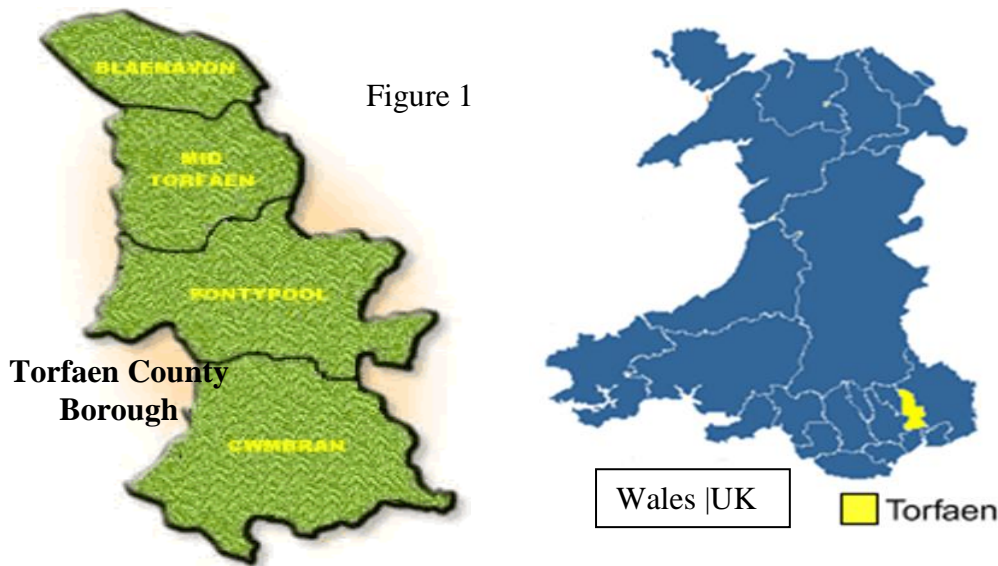 BLAENAVON
MID
TORFAEN
PONTYPOOL
CWMBRAN
Torfaen County
Borough
Figure 1
Wales |UK
Torfaen